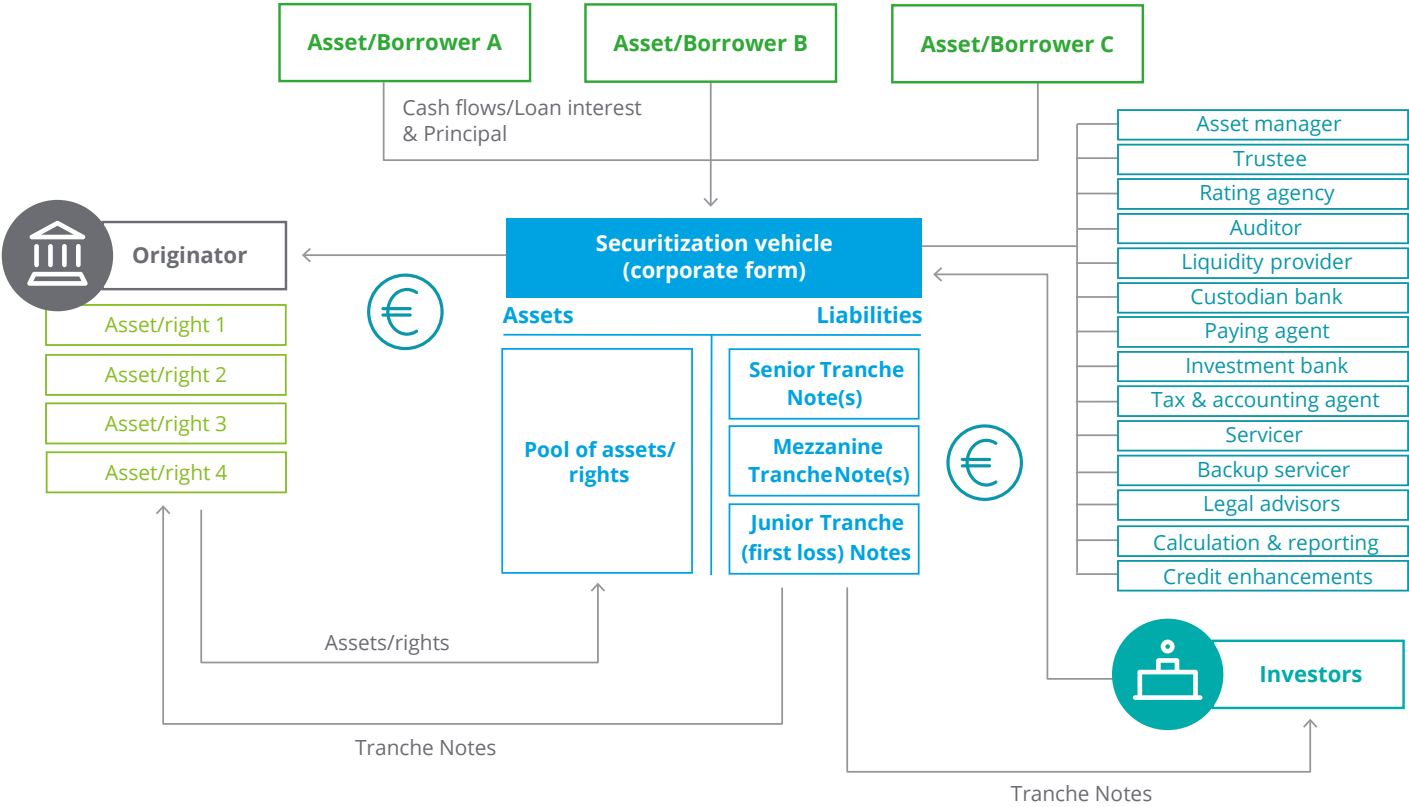 Asset/Borrower A
Asset/Borrower B
Asset/Borrower C
Cash flows/Loan interest
& Principal
Originator
Asset/right 1
Asset/right 2
Asset/right 3
Asset/right 4
Securitization vehicle
(corporate form)
Assets
Liabilities
Pool of assets/
rights
Senior Tranche
Note(s)
Mezzanine
TrancheNote(s)
Junior Tranche
(first loss) Notes
Asset manager
Trustee
Rating agency
Auditor
Liquidity provider
Custodian bank
Paying agent
Investment bank
Tax & accounting agent
Servicer
Backup servicer
Legal advisors
Calculation & reporting
Credit enhancements
€
€
Assets/rights
Investors
Tranche Notes
Tranche Notes